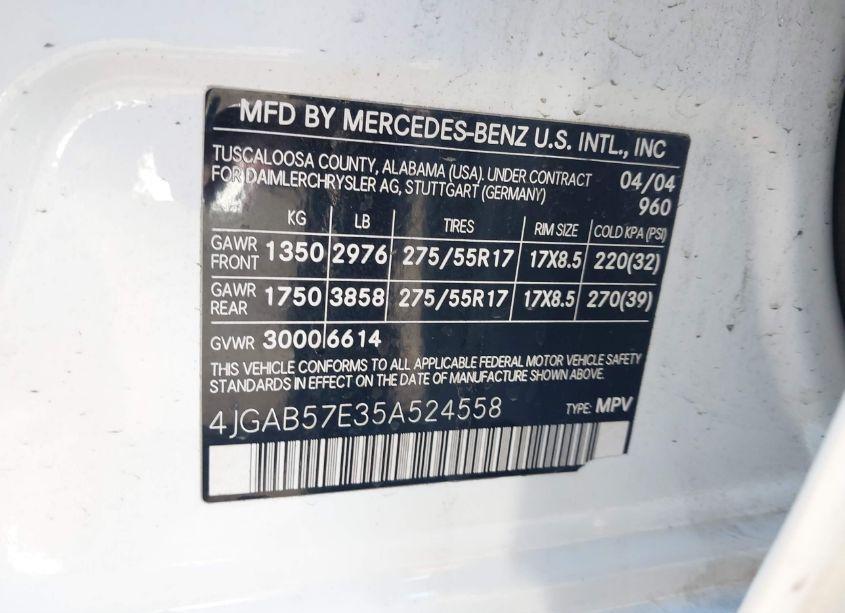 MFD BY MERCEDES-BENZ U.S. INTL., INC
TUSCALOOSA COUNTY, ALABAMA (USA). UNDER CONTRACT 04/04
FOR DAIMLERCHRYSLER AG, STUTTGART (GERMANY) 960
KG LB TIRES RIM SIZE COLD KPA (PSI)
GAWR FRONT 1350 2976 275/55R17 17X8.5 220(32)
GAWR REAR 1750 3858 275/55R17 17X8.5 270(39)
GVWR 3000 6614
THIS VEHICLE CONFORMS TO ALL APPLICABLE FEDERAL MOTOR VEHICLE SAFETY
STANDARDS IN EFFECT ON THE DATE OF MANUFACTURE SHOWN ABOVE.
4JGAB57E35A524558 TYPE: MPV